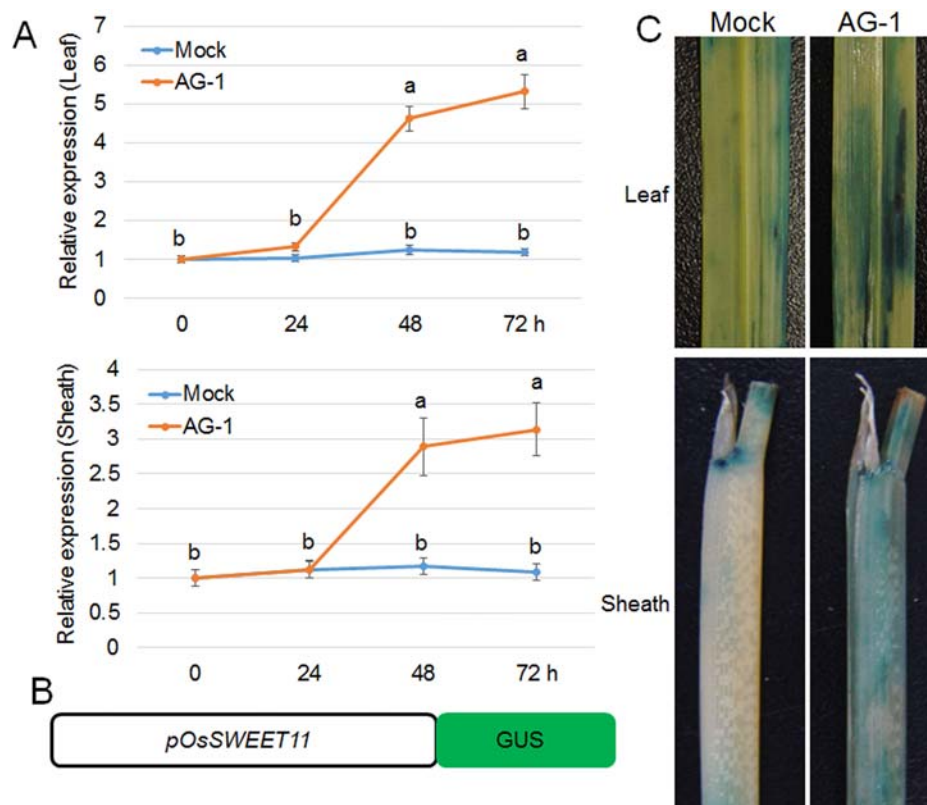 A
Relative expression (Leaf)
7
6
5
4
3
2
1
0
Mock
AG-1
b
b
a
b
a
b
0 24 48 72 h
Relative expression (Sheath)
4
3.5
3
2.5
2
1.5
1
0.5
0
Mock
AG-1
b
b
a
b
a
b
0 24 48 72 h
B
pOsSWEET11 GUS
C
Mock AG-1
Leaf
Sheath